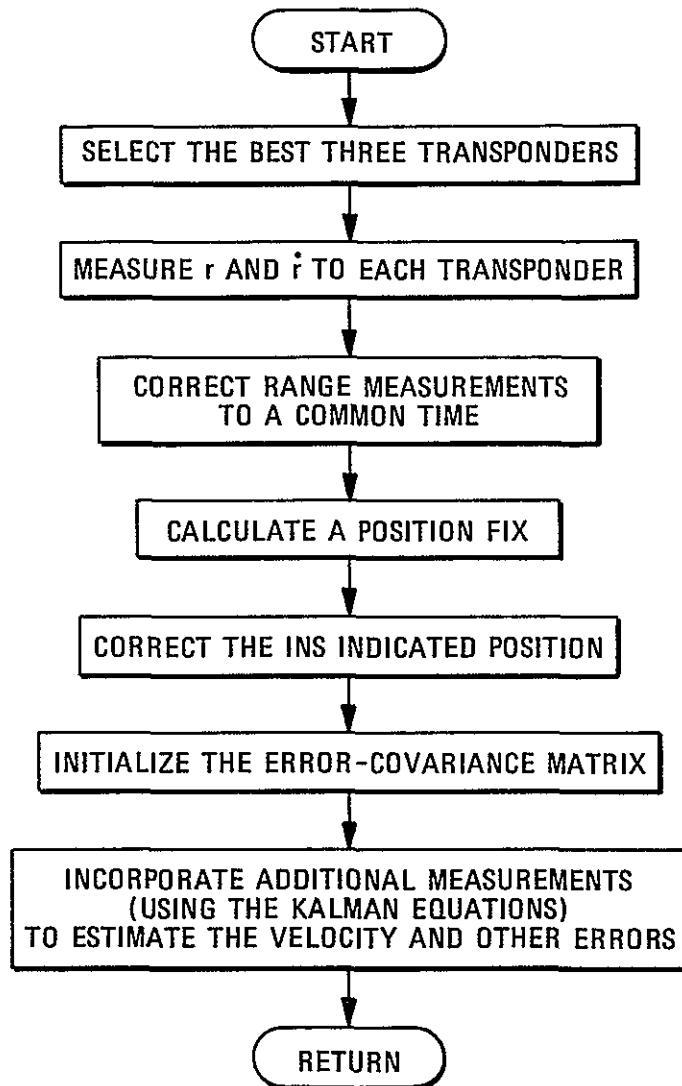 START
SELECT THE BEST THREE TRANSPONDERS
MEASURE r AND ṙ TO EACH TRANSPONDER
CORRECT RANGE MEASUREMENTS
TO A COMMON TIME
CALCULATE A POSITION FIX
CORRECT THE INS INDICATED POSITION
INITIALIZE THE ERROR-COVARIANCE MATRIX
INCORPORATE ADDITIONAL MEASUREMENTS
(USING THE KALMAN EQUATIONS)
TO ESTIMATE THE VELOCITY AND OTHER ERRORS
RETURN